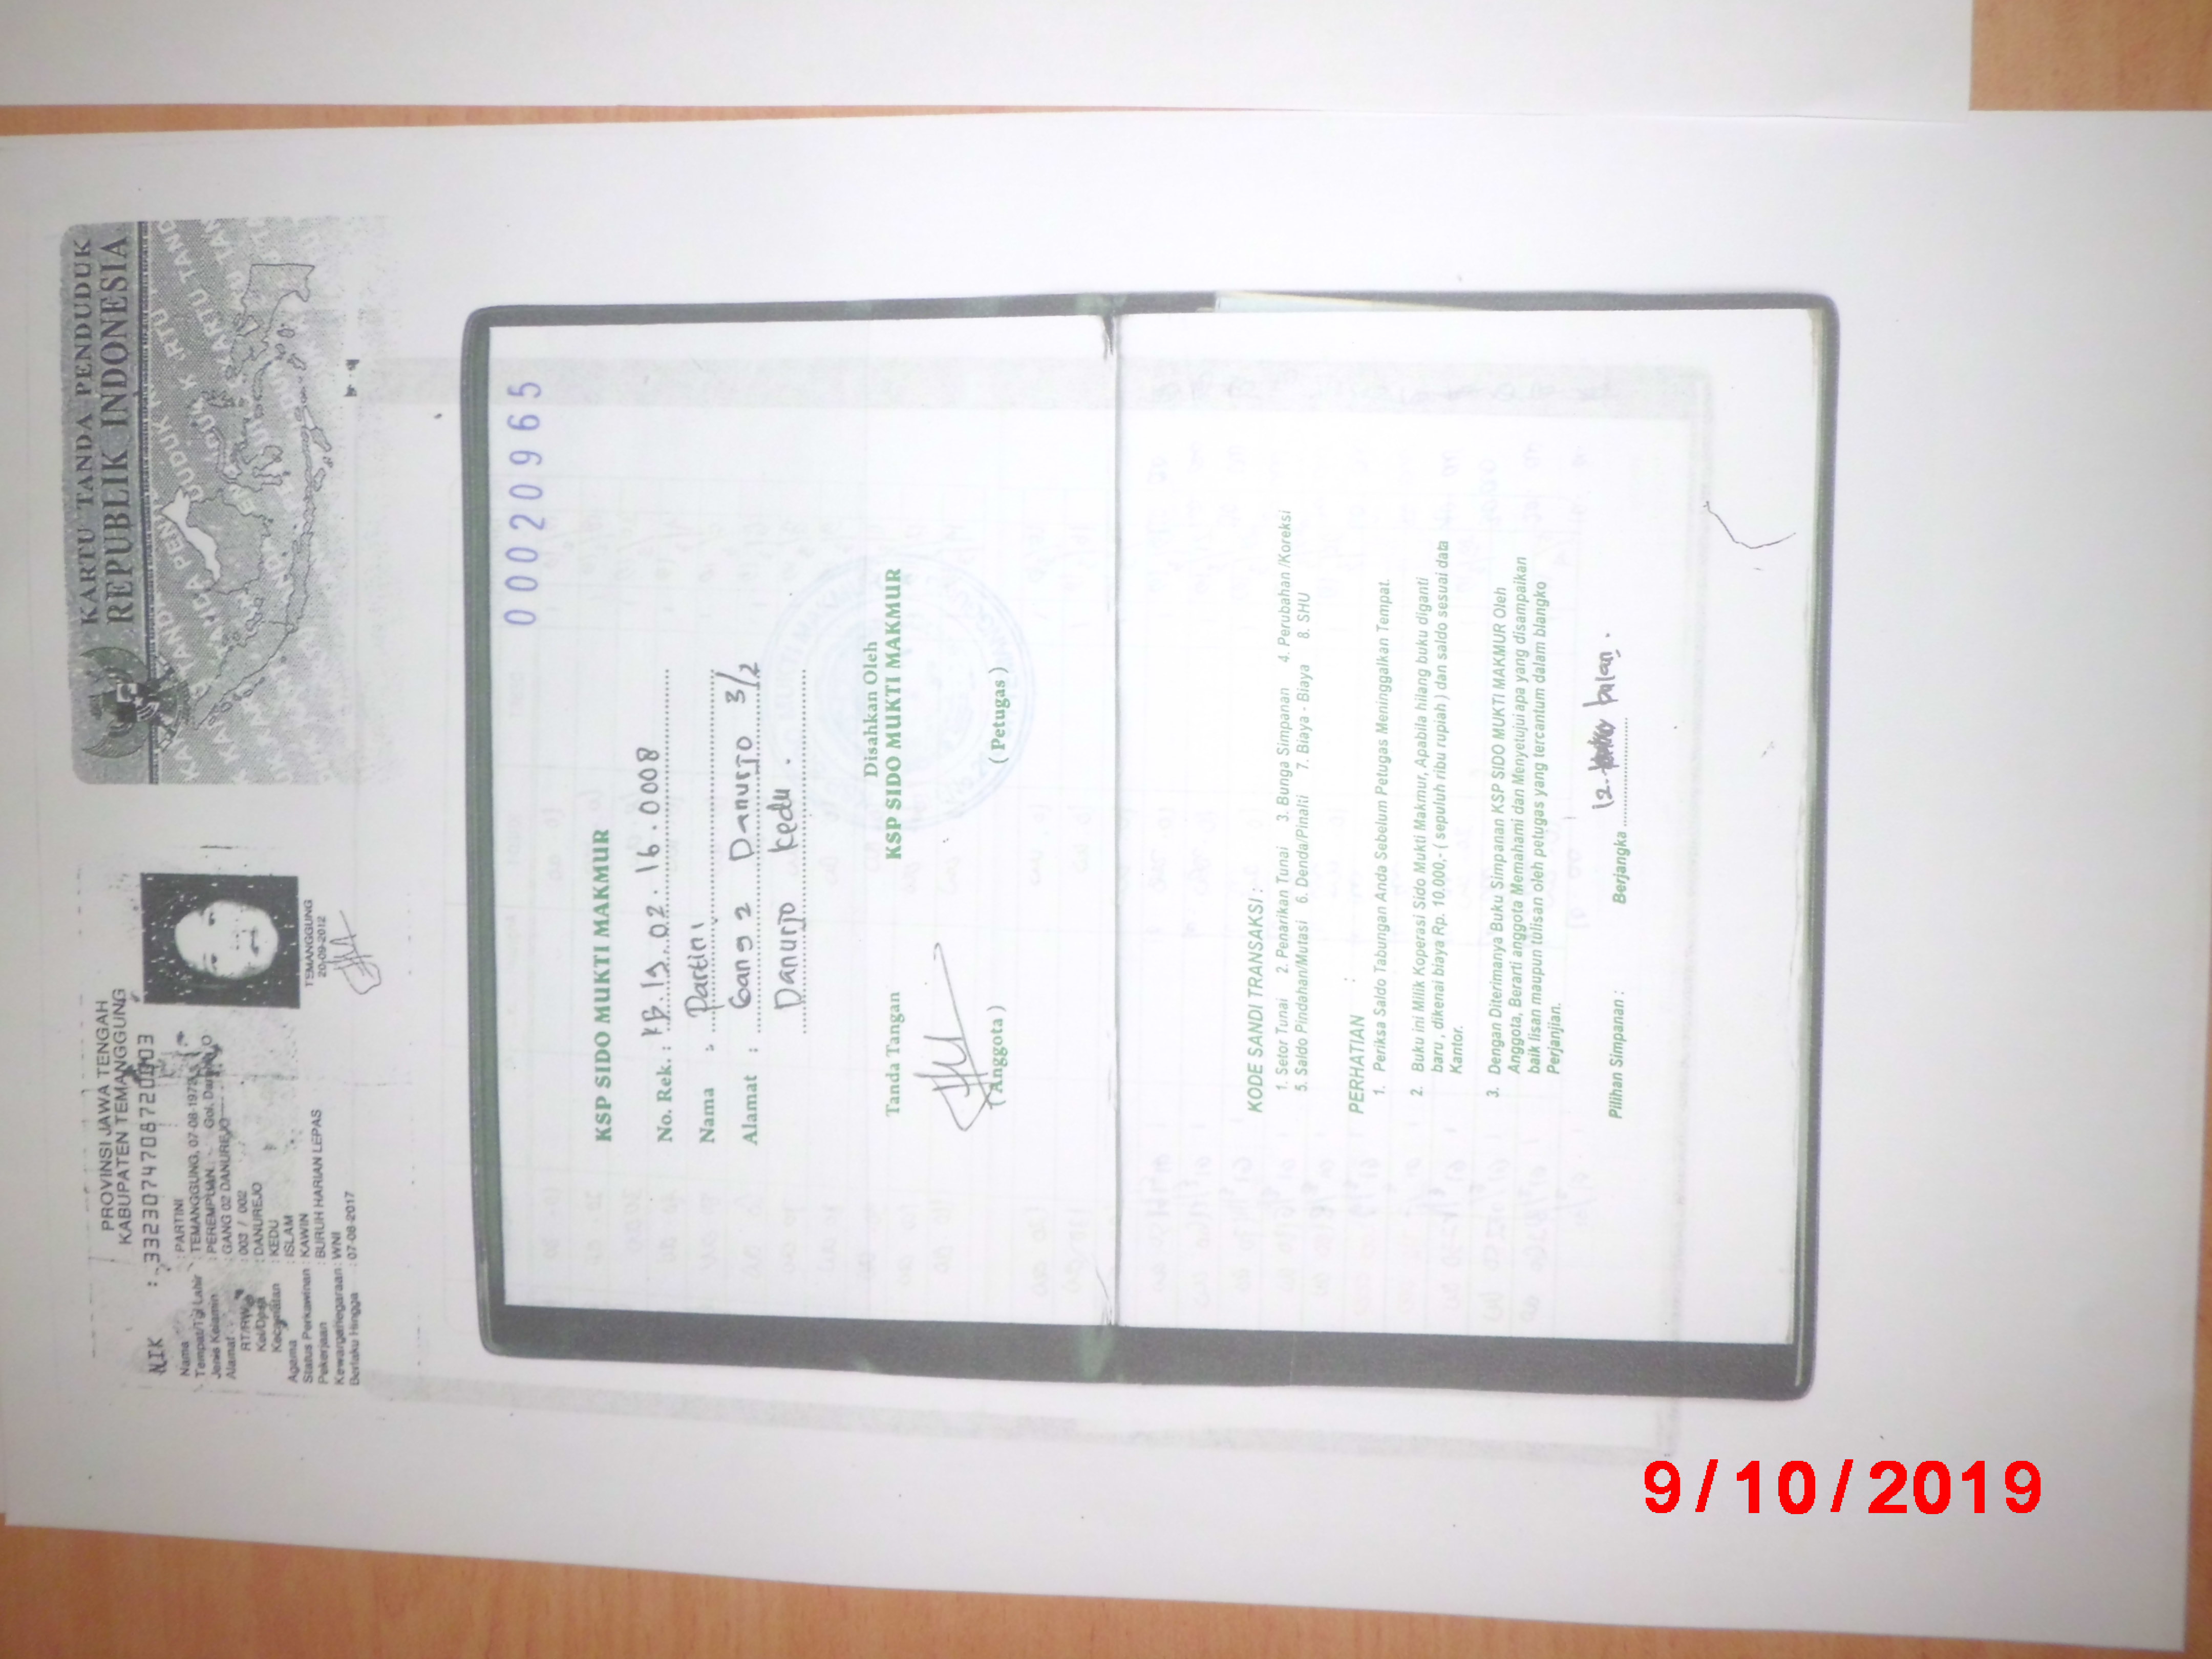 KARTU TANDA PENDUDUK
REPUBLIK INDONESIA
PROVINSI JAWA TENGAH
KABUPATEN TEMANGGUNG
NIK :
Nama : PARTINI
Tempat/Tgl Lahir : TEMANGGUNG, 07-08-197
Jenis Kelamin : PEREMPUAN Gol. Darah
Alamat : GANG 02 DANUREJO
RT/RW : 003 / 002
Kel/Desa : DANUREJO
Kecamatan : KEDU
Agama : ISLAM
Status Perkawinan : KAWIN
Pekerjaan : BURUH HARIAN LEPAS
Kewarganegaraan : WNI
Berlaku Hingga : 07-08-2017
TEMANGGUNG
20-09-2012
00020965
KSP SIDO MUKTI MAKMUR
No. Rek. : KB.19.02.16.0008
Nama : Partini
Alamat : Gang 2 Danurjo 3/2
Danurjo Kedu.
Disahkan Oleh
Tanda Tangan KSP SIDO MUKTI MAKMUR
( Anggota ) ( Petugas )
KODE SANDI TRANSAKSI :
1. Setor Tunai 2. Penarikan Tunai 3. Bunga Simpanan 4. Perubahan /Koreksi
5. Saldo Pindahan/Mutasi 6. Denda/Pinalti 7. Biaya - Biaya 8. SHU
PERHATIAN :
1. Periksa Saldo Tabungan Anda Sebelum Petugas Meninggalkan Tempat.
2. Buku ini Milik Koperasi Sido Mukti Makmur, Apabila hilang buku diganti
baru , dikenai biaya Rp. 10.000,- ( sepuluh ribu rupiah ) dan saldo sesuai data
Kantor.
3. Dengan Diterimanya Buku Simpanan KSP SIDO MUKTI MAKMUR Oleh
Anggota, Berarti anggota Memahami dan Menyetujui apa yang disampaikan
baik lisan maupun tulisan oleh petugas yang tercantum dalam blangko
Perjanjian.
Pilihan Simpanan : Berjangka 12 bulan.
9/10/2019